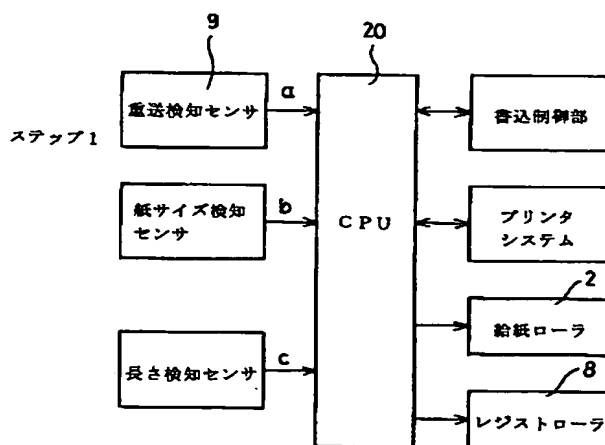 9
20
重送検知センサ
a
書込制御部
ステップ1
紙サイズ検知
センサ
b
CPU
プリンタ
システム
2
給紙ローラ
長さ検知センサ
c
8
レジストローラ